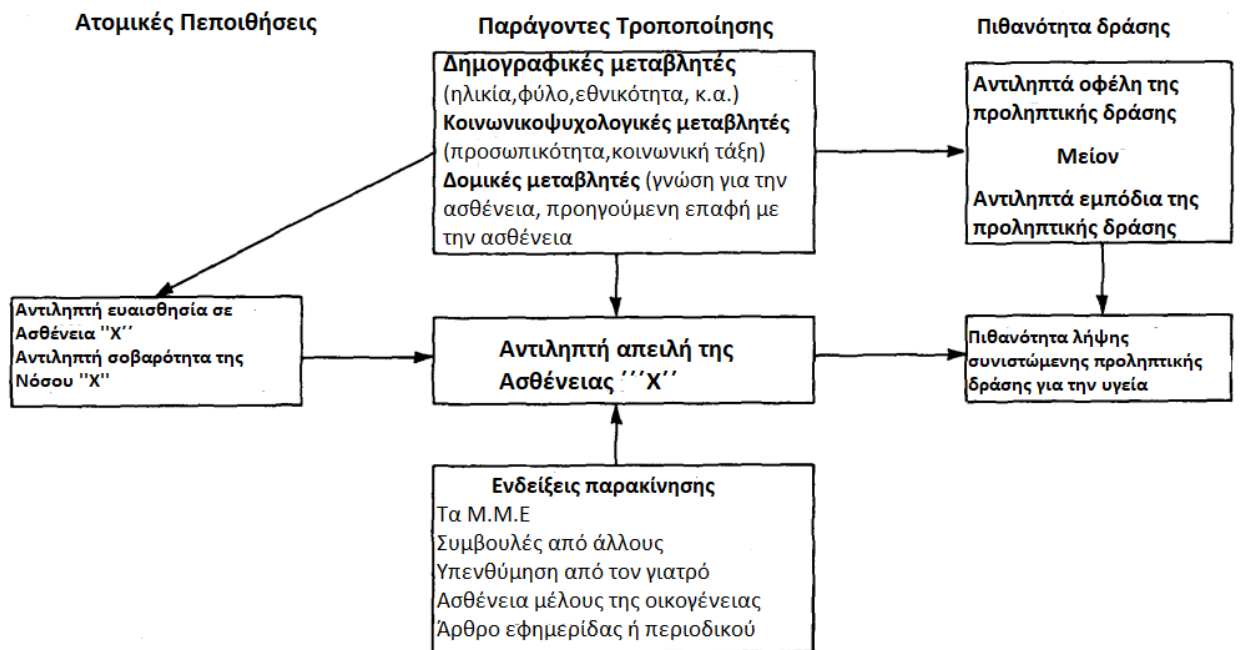 Ατομικές Πεποιθήσεις
Παράγοντες Τροποποίησης
Πιθανότητα δράσης
Δημογραφικές μεταβλητές
(ηλικία,φύλο,εθνικότητα, κ.α.)
Κοινωνικοψυχολογικές μεταβλητές
(προσωπικότητα,κοινωνική τάξη)
Δομικές μεταβλητές (γνώση για την
ασθένεια, προηγούμενη επαφή με
την ασθένεια
Αντιληπτά οφέλη της
προληπτικής δράσης
Μείον
Αντιληπτά εμπόδια της
προληπτικής δράσης
Αντιληπτή ευαισθησία σε
Ασθένεια ''Χ΄΄
Αντιληπτή σοβαρότητα της
Νόσου "Χ"
Αντιληπτή απειλή της
Ασθένειας ΄΄΄Χ΄΄
Πιθανότητα λήψης
συνιστώμενης προληπτικής
δράσης για την υγεία
Ενδείξεις παρακίνησης
Τα Μ.Μ.Ε
Συμβουλές από άλλους
Υπενθύμηση από τον γιατρό
Ασθένεια μέλους της οικογένειας
Άρθρο εφημερίδας ή περιοδικού